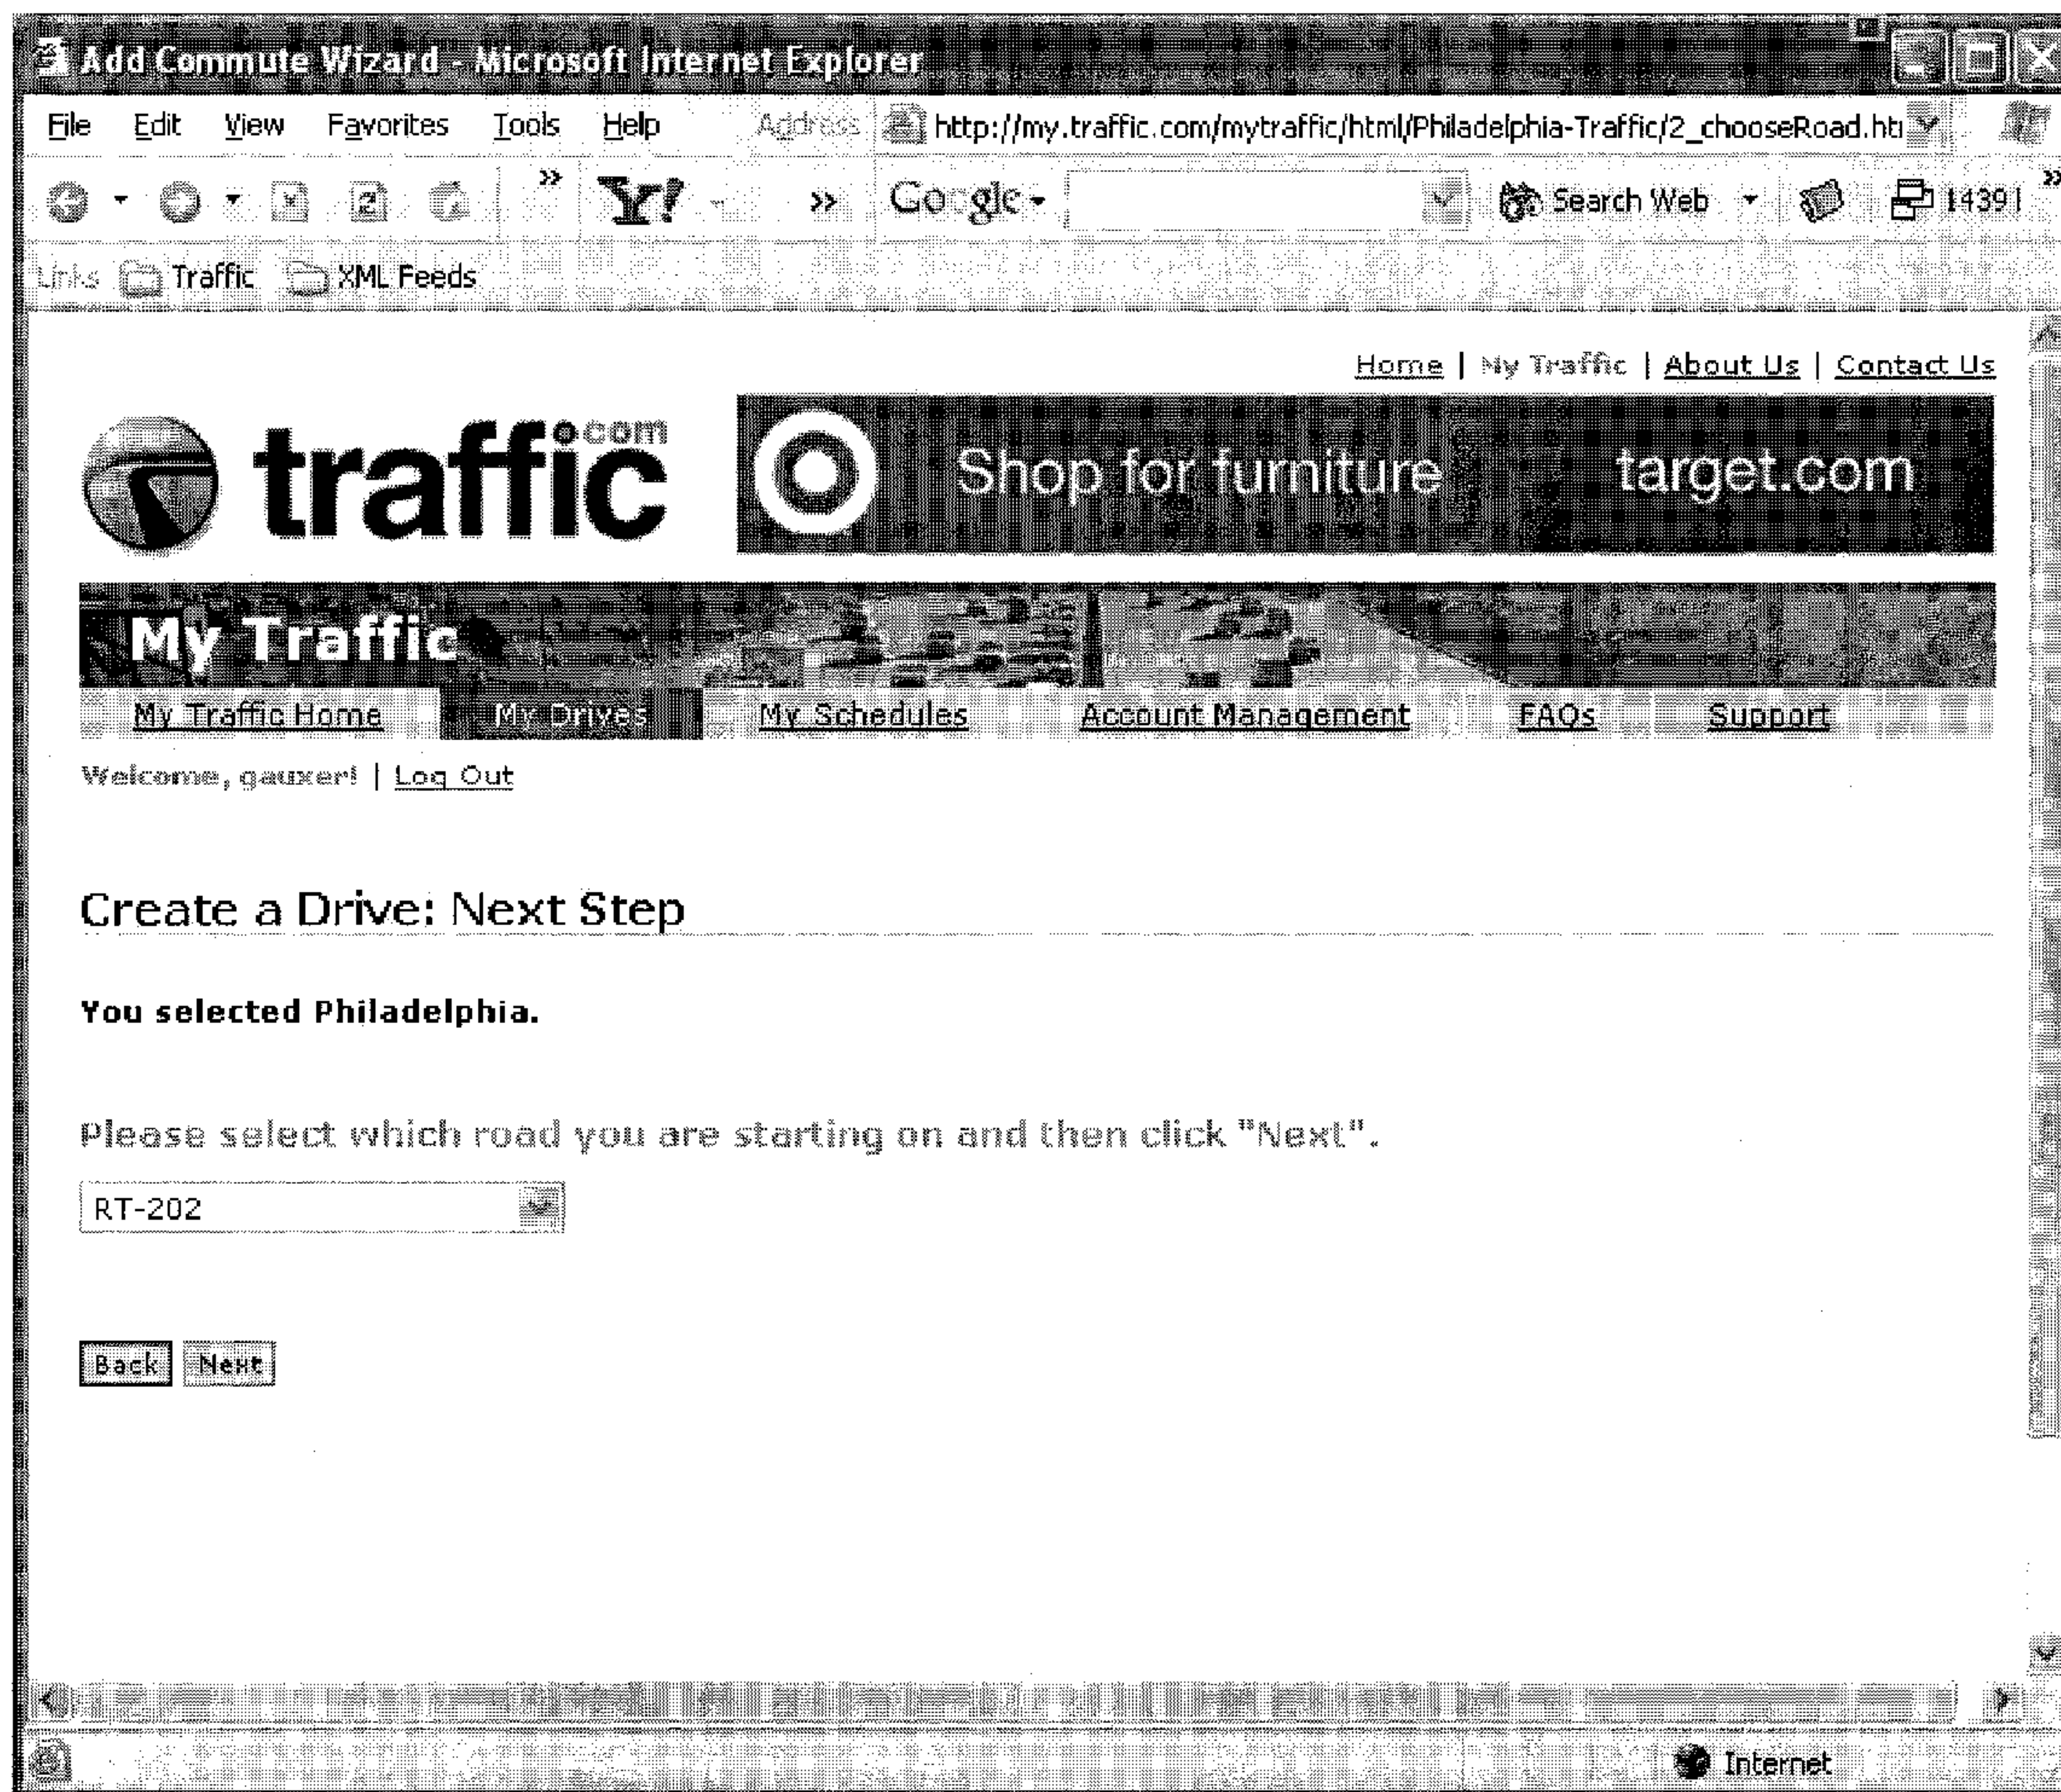 Add Commute Wizard - Microsoft Internet Explorer
File Edit View Favorites Tools Help Address http://my.traffic.com/mytraffic/html/Philadelphia-Traffic/2_chooseRoad.htm
Y! Google Search Web 14391
Links Traffic XML Feeds
Home | My Traffic | About Us | Contact Us
traffic.com Shop for furniture target.com
My Traffic
My Traffic Home My Drives My Schedules Account Management FAQs Support
Welcome, gauxer! | Log Out
Create a Drive: Next Step
You selected Philadelphia.
Please select which road you are starting on and then click "Next".
RT-202
Back Next
Internet